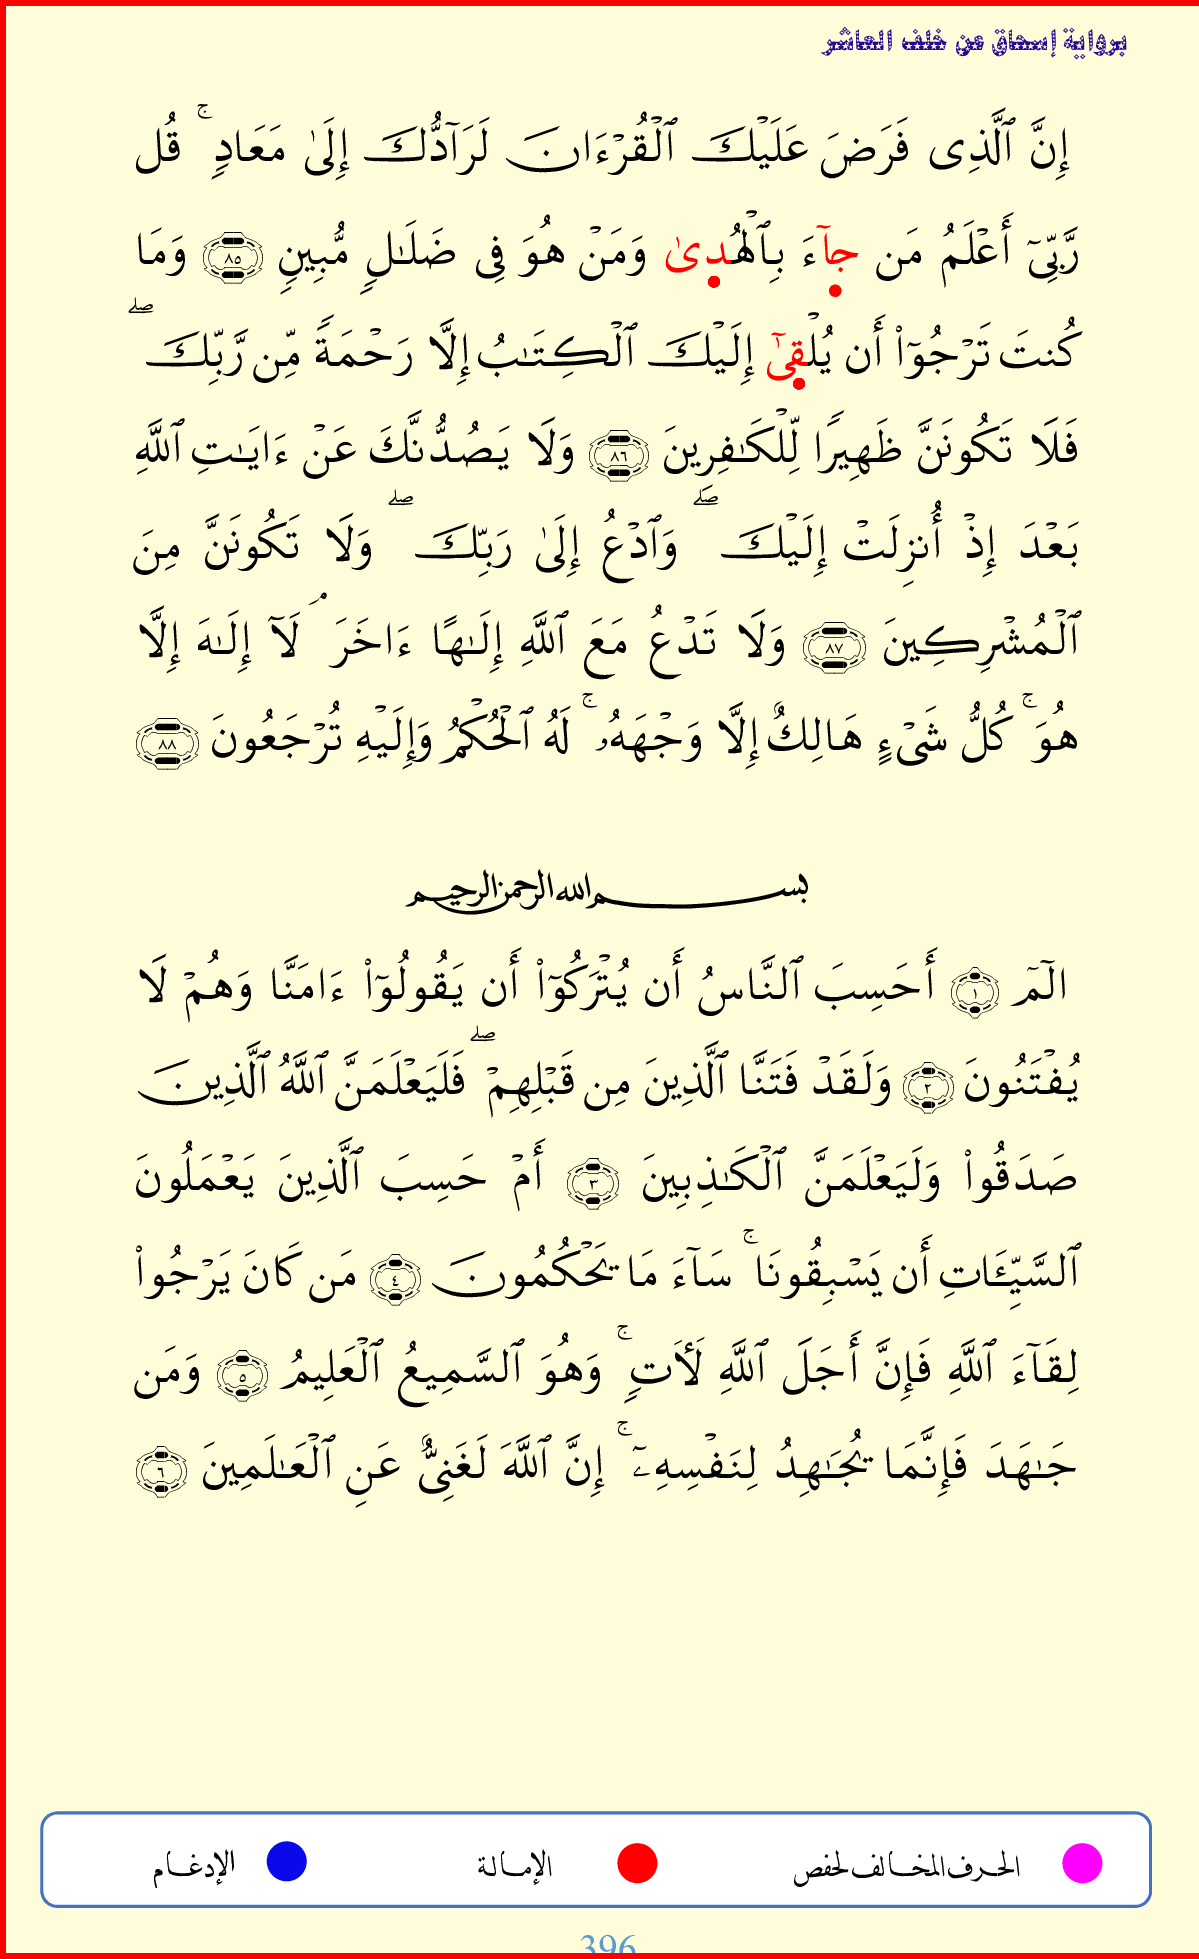 برواية إسحاق عن خلف العاشر
إِنَّ ٱلَّذِى فَرَضَ عَلَيْكَ ٱلْقُرْءَانَ لَرَآدُّكَ إِلَىٰ مَعَادٍۚ قُل
رَّبِّىٓ أَعْلَمُ مَن جآءَ بِٱلْهُدىٰ وَمَنْ هُوَ فِى ضَلَـٰلٍ مُّبِينٍ ٨٥ وَمَا
كُنتَ تَرْجُوٓا۟ أَن يُلْقىٓ إِلَيْكَ ٱلْكِتَـٰبُ إِلَّا رَحْمَةً مِّن رَّبِّكَۖ
فَلَا تَكُونَنَّ ظَهِيرًا لِّلْكَـٰفِرِينَ ٨٦ وَلَا يَصُدُّنَّكَ عَنْ ءَايَـٰتِ ٱللَّهِ
بَعْدَ إِذْ أُنزِلَتْ إِلَيْكَۖ وَٱدْعُ إِلَىٰ رَبِّكَۖ وَلَا تَكُونَنَّ مِنَ
ٱلْمُشْرِكِينَ ٨٧ وَلَا تَدْعُ مَعَ ٱللَّهِ إِلَـٰهًا ءَاخَرَۘ لَآ إِلَـٰهَ إِلَّا
هُوَۚ كُلُّ شَىْءٍ هَالِكٌ إِلَّا وَجْهَهُۥۚ لَهُ ٱلْحُكْمُ وَإِلَيْهِ تُرْجَعُونَ ٨٨
بسم الله الرحمن الرحيم
الٓمٓ ١ أَحَسِبَ ٱلنَّاسُ أَن يُتْرَكُوٓا۟ أَن يَقُولُوٓا۟ ءَامَنَّا وَهُمْ لَا
يُفْتَنُونَ ٢ وَلَقَدْ فَتَنَّا ٱلَّذِينَ مِن قَبْلِهِمْۖ فَلَيَعْلَمَنَّ ٱللَّهُ ٱلَّذِينَ
صَدَقُوا۟ وَلَيَعْلَمَنَّ ٱلْكَـٰذِبِينَ ٣ أَمْ حَسِبَ ٱلَّذِينَ يَعْمَلُونَ
ٱلسَّيِّـَٔاتِ أَن يَسْبِقُونَاۚ سَآءَ مَا يَحْكُمُونَ ٤ مَن كَانَ يَرْجُوا۟
لِقَآءَ ٱللَّهِ فَإِنَّ أَجَلَ ٱللَّهِ لَـَٔاتٍۚ وَهُوَ ٱلسَّمِيعُ ٱلْعَلِيمُ ٥ وَمَن
جَـٰهَدَ فَإِنَّمَا يُجَـٰهِدُ لِنَفْسِهِۦٓۚ إِنَّ ٱللَّهَ لَغَنِىٌّ عَنِ ٱلْعَـٰلَمِينَ ٦
الحرف المخالف لحفص الإمالة الإدغام
396